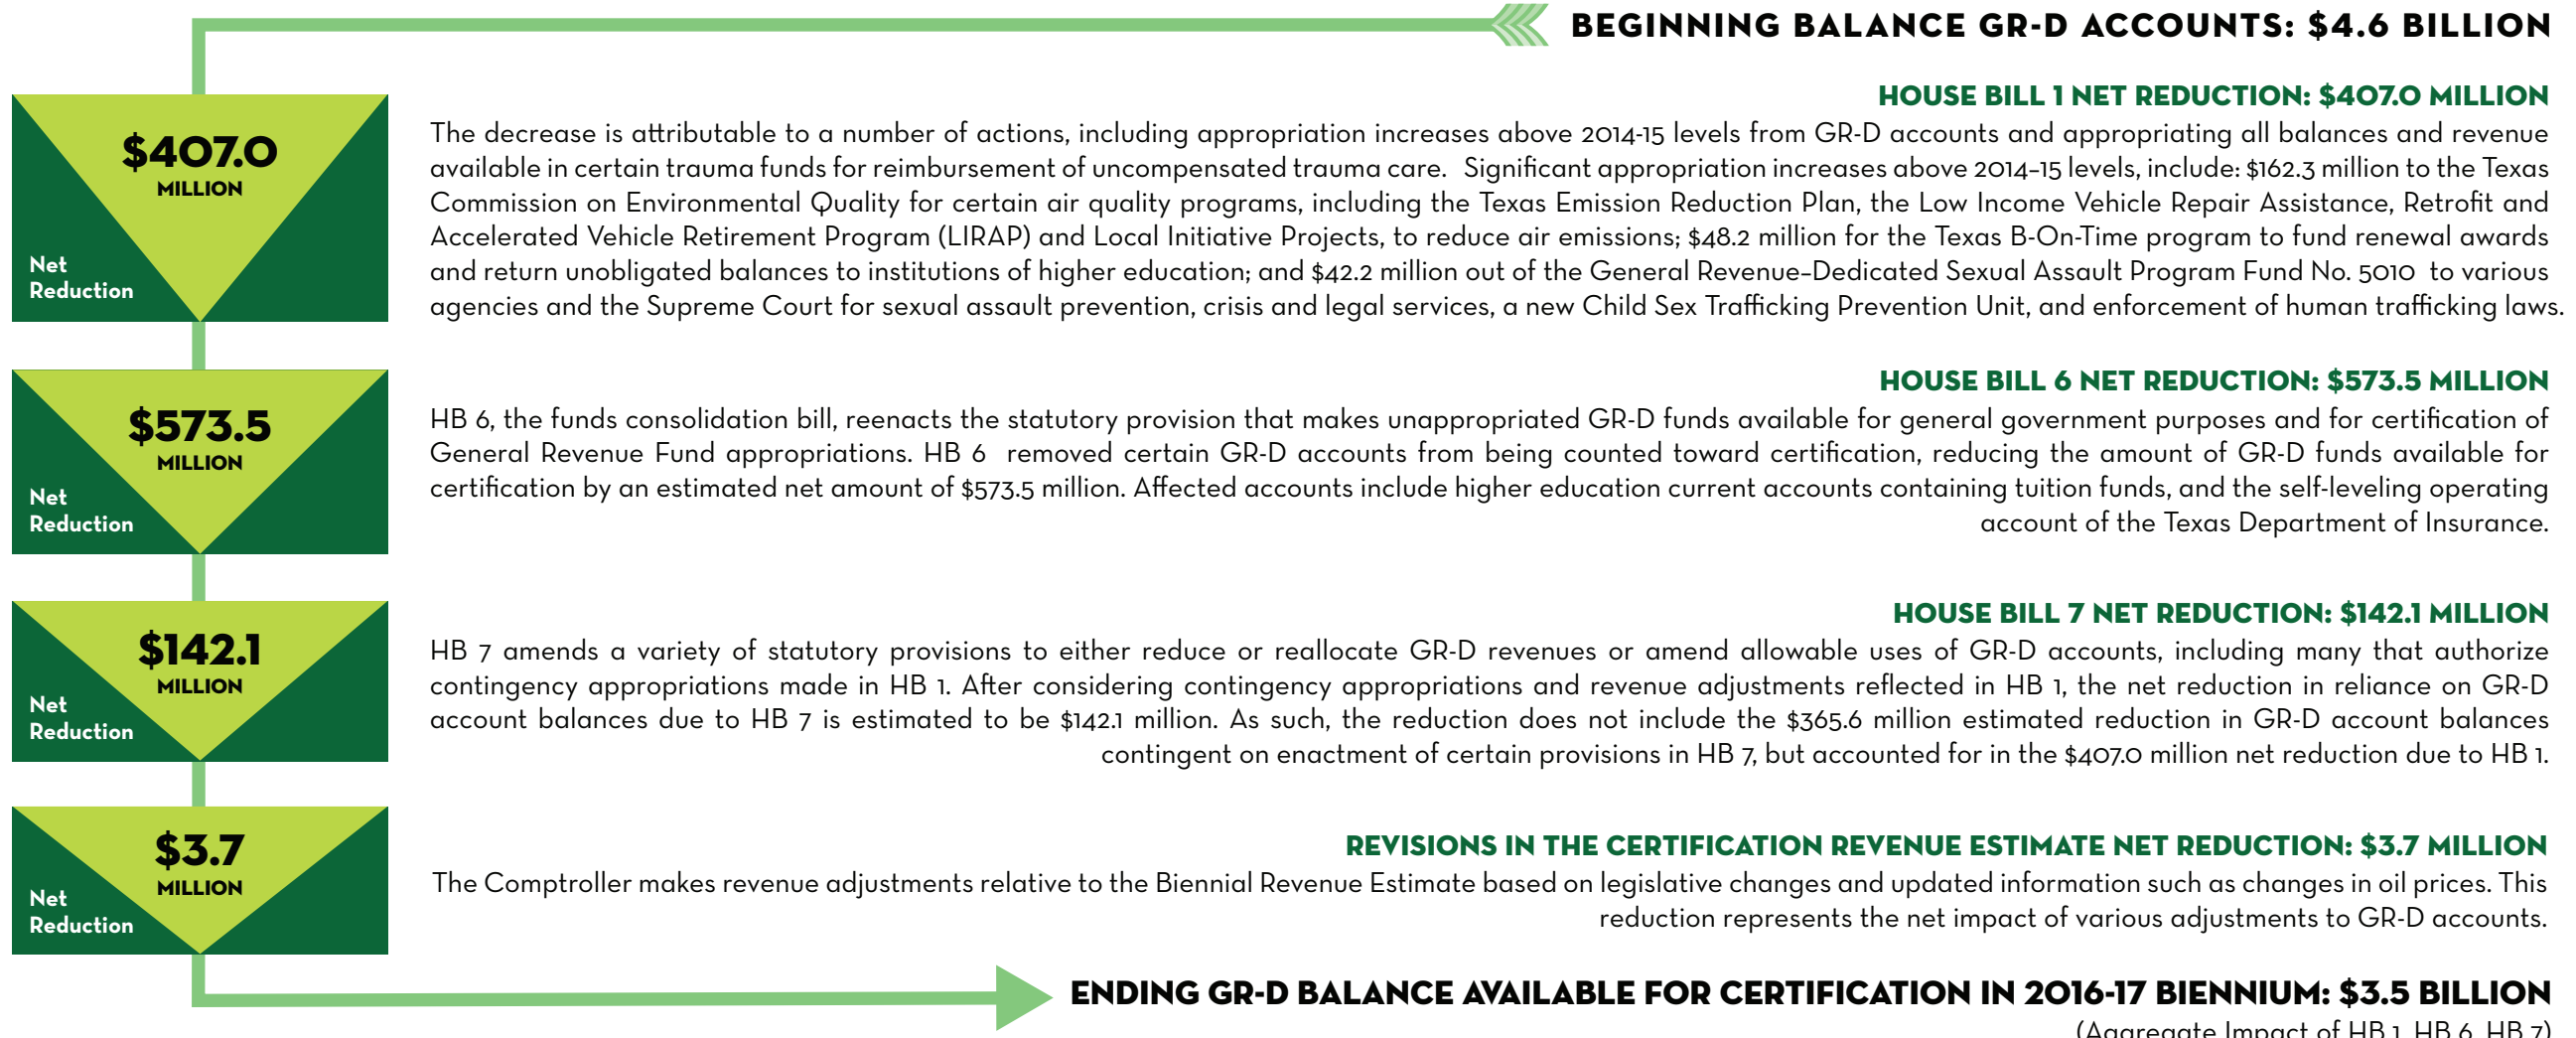 BEGINNING BALANCE GR-D ACCOUNTS: $4.6 BILLION
$407.0
MILLION
Net
Reduction
HOUSE BILL 1 NET REDUCTION: $407.0 MILLION
The decrease is attributable to a number of actions, including appropriation increases above 2014-15 levels from GR-D accounts and appropriating all balances and revenue
available in certain trauma funds for reimbursement of uncompensated trauma care. Significant appropriation increases above 2014–15 levels, include: $162.3 million to the Texas
Commission on Environmental Quality for certain air quality programs, including the Texas Emission Reduction Plan, the Low Income Vehicle Repair Assistance, Retrofit and
Accelerated Vehicle Retirement Program (LIRAP) and Local Initiative Projects, to reduce air emissions; $48.2 million for the Texas B-On-Time program to fund renewal awards
and return unobligated balances to institutions of higher education; and $42.2 million out of the General Revenue–Dedicated Sexual Assault Program Fund No. 5010 to various
agencies and the Supreme Court for sexual assault prevention, crisis and legal services, a new Child Sex Trafficking Prevention Unit, and enforcement of human trafficking laws.
$573.5
MILLION
Net
Reduction
HOUSE BILL 6 NET REDUCTION: $573.5 MILLION
HB 6, the funds consolidation bill, reenacts the statutory provision that makes unappropriated GR-D funds available for general government purposes and for certification of
General Revenue Fund appropriations. HB 6 removed certain GR-D accounts from being counted toward certification, reducing the amount of GR-D funds available for
certification by an estimated net amount of $573.5 million. Affected accounts include higher education current accounts containing tuition funds, and the self-leveling operating
account of the Texas Department of Insurance.
$142.1
MILLION
Net
Reduction
HOUSE BILL 7 NET REDUCTION: $142.1 MILLION
HB 7 amends a variety of statutory provisions to either reduce or reallocate GR-D revenues or amend allowable uses of GR-D accounts, including many that authorize
contingency appropriations made in HB 1. After considering contingency appropriations and revenue adjustments reflected in HB 1, the net reduction in reliance on GR-D
account balances due to HB 7 is estimated to be $142.1 million. As such, the reduction does not include the $365.6 million estimated reduction in GR-D account balances
contingent on enactment of certain provisions in HB 7, but accounted for in the $407.0 million net reduction due to HB 1.
$3.7
MILLION
Net
Reduction
REVISIONS IN THE CERTIFICATION REVENUE ESTIMATE NET REDUCTION: $3.7 MILLION
The Comptroller makes revenue adjustments relative to the Biennial Revenue Estimate based on legislative changes and updated information such as changes in oil prices. This
reduction represents the net impact of various adjustments to GR-D accounts.
ENDING GR-D BALANCE AVAILABLE FOR CERTIFICATION IN 2016-17 BIENNIUM: $3.5 BILLION
(Aggregate Impact of HB 1, HB 6, HB 7)